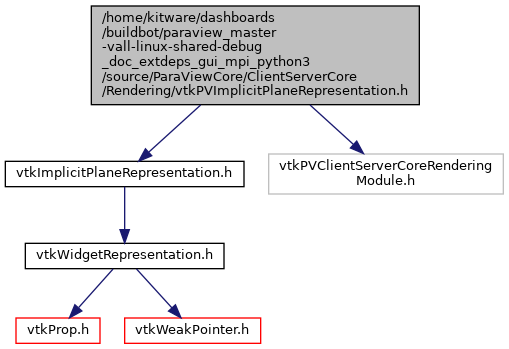 /home/kitware/dashboards
/buildbot/paraview_master
-vall-linux-shared-debug
_doc_extdeps_gui_mpi_python3
/source/ParaViewCore/ClientServerCore
/Rendering/vtkPVImplicitPlaneRepresentation.h
vtkImplicitPlaneRepresentation.h
vtkPVClientServerCoreRendering
Module.h
vtkWidgetRepresentation.h
vtkProp.h
vtkWeakPointer.h